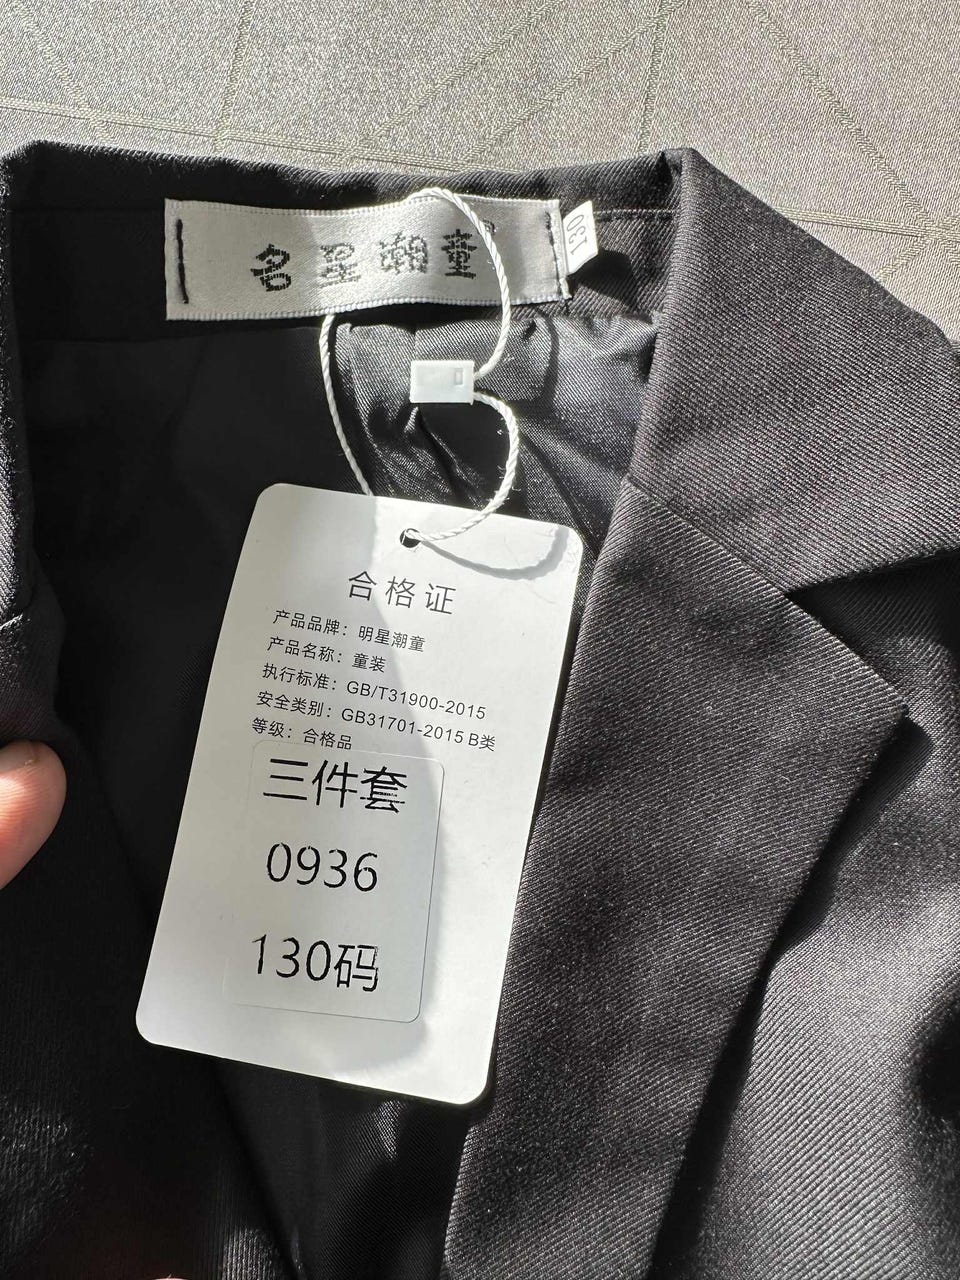 名星潮童
130
合格证
产品品牌：明星潮童
产品名称：童装
执行标准：GB/T31900-2015
安全类别：GB31701-2015 B类
等级：合格品
三件套
0936
130码